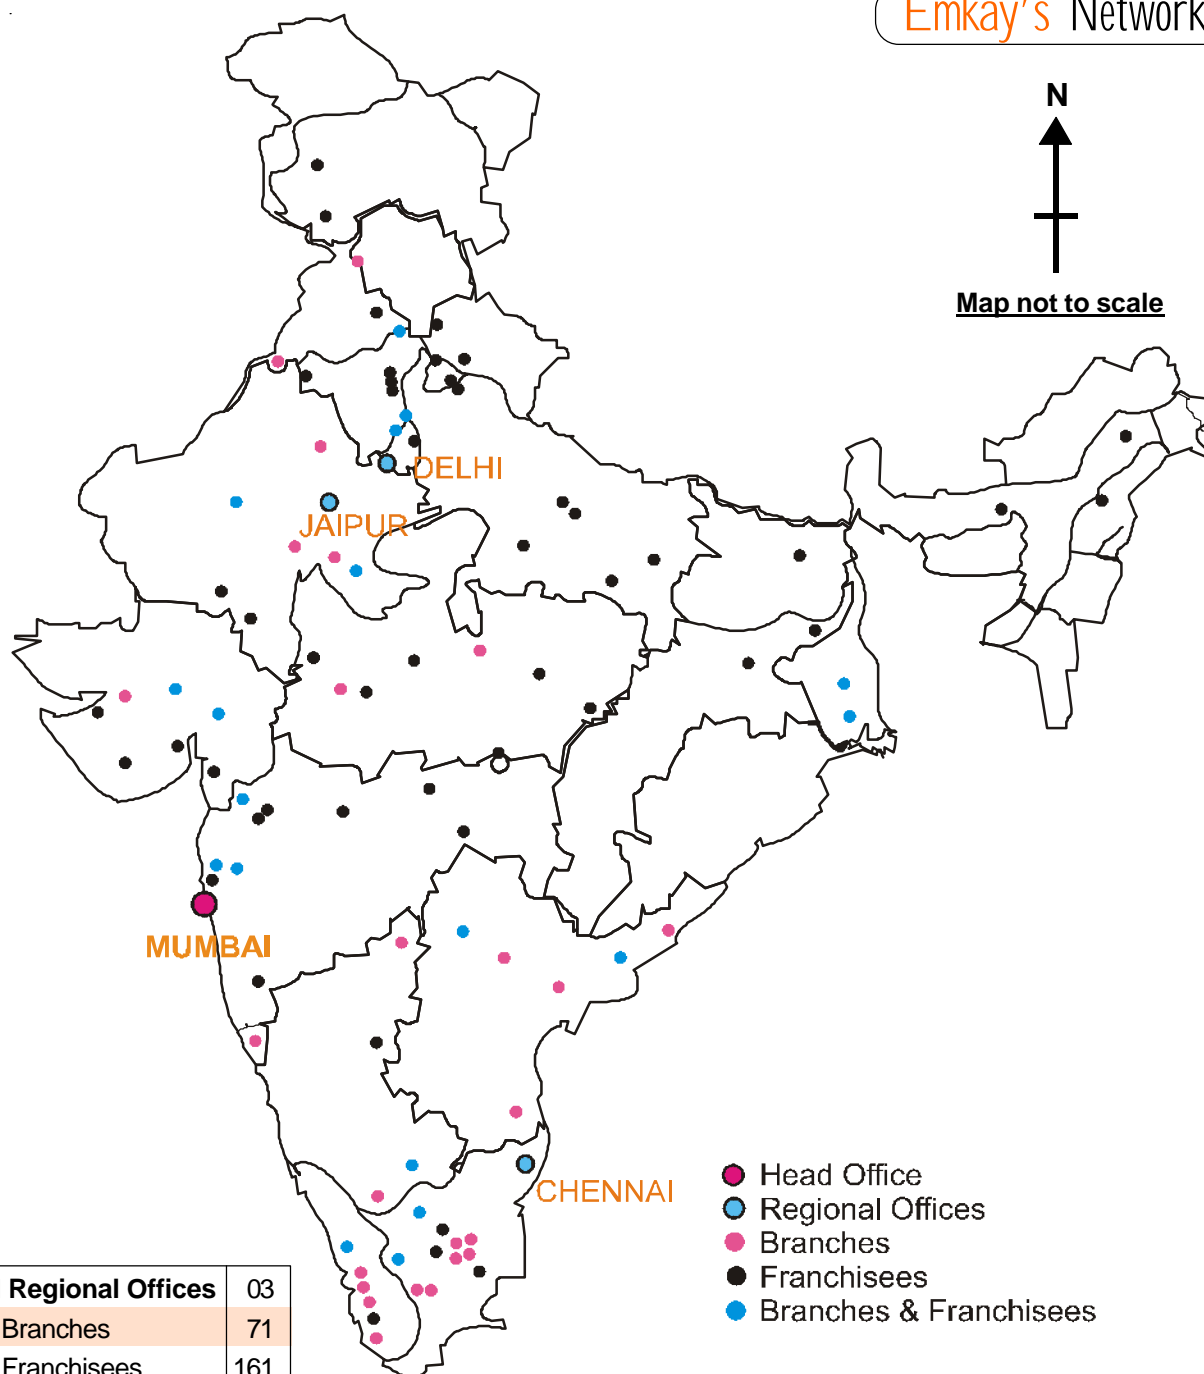 Emkay's Network
N
Map not to scale
DELHI
JAIPUR
MUMBAI
CHENNAI
Head Office
Regional Offices
Branches
Franchisees
Branches & Franchisees
Regional Offices 03
Branches 71
Franchisees 161